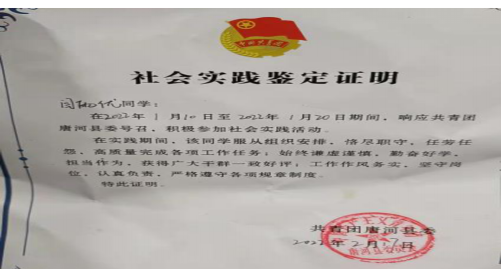 社会实践鉴定证明
同学：
在2022年1月10日至2022年1月20日期间，响应共青团
唐河县委号召，积极参加社会实践活动。
在实践期间，该同学服从组织安排，恪尽职守，任劳任
怨，高质量完成各项工作任务；始终谦虚谨慎，勤奋好学，
担当作为，获得广大干群一致好评；工作作风务实，坚守岗
位，认真负责，严格遵守各项规章制度。
特此证明。
共青团唐河县委
2022年2月17日